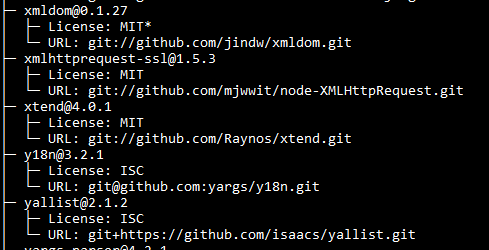 xmldom@0.1.27
License: MIT*
URL: git://github.com/jindw/xmldom.git
xmlhttprequest-ssl@1.5.3
License: MIT
URL: git://github.com/mjwwit/node-XMLHttpRequest.git
xtend@4.0.1
License: MIT
URL: git://github.com/Raynos/xtend.git
y18n@3.2.1
License: ISC
URL: git@github.com:yargs/y18n.git
yallist@2.1.2
License: ISC
URL: git+https://github.com/isaacs/yallist.git